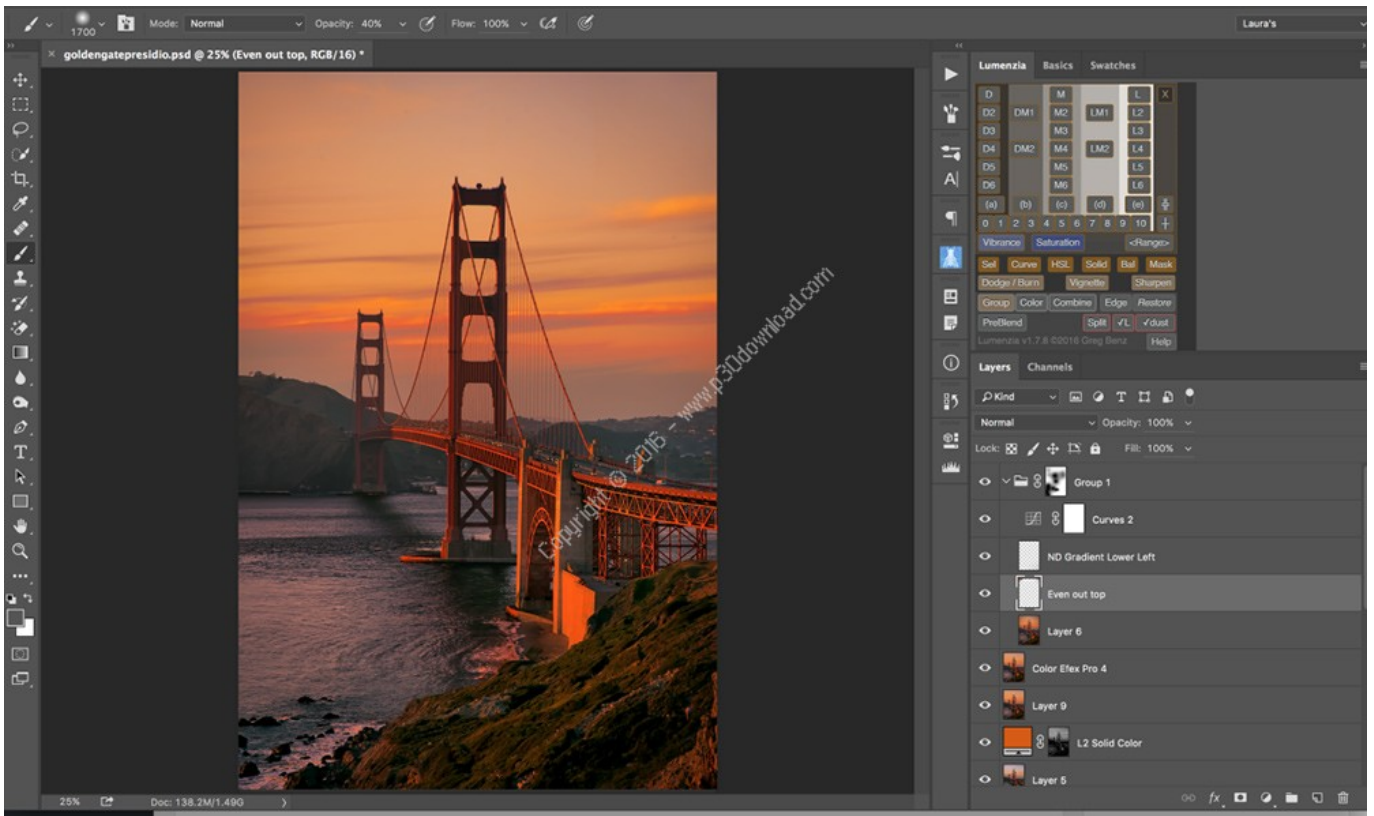 1700 Mode: Normal Opacity: 40% Flow: 100% Laura's
× goldengatepresidio.psd @ 25% (Even out top, RGB/16) *
Lumenzia Basics Swatches
D M L X
D2 DM1 M2 LM1 L2
D3 M3 L3
D4 DM2 M4 LM2 L4
D5 M5 L5
D6 M6 L6
(a) (b) (c) (d) (e)
0 1 2 3 4 5 6 7 8 9 10
Vibrance Saturation <Range>
Sel Curve HSL Solid Bal Mask
Dodge / Burn Vignette Sharpen
Group Color Combine Edge Restore
PreBlend Split √L √dust
Lumenzia v1.7.6 ©2016 Greg Benz Help
Layers Channels
Kind
Normal Opacity: 100%
Lock: Fill: 100%
Group 1
Curves 2
ND Gradient Lower Left
Even out top
Layer 6
Color Efex Pro 4
Layer 9
L2 Solid Color
Layer 5
fx
25% Doc: 138.2M/1.49G
Copyright © 2016 - www.p30download.com